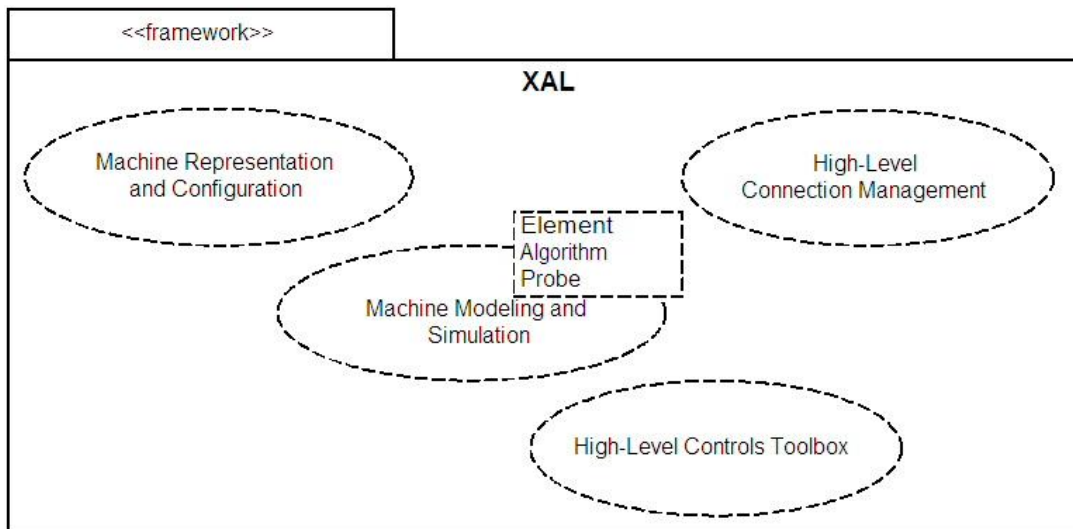 <<framework>>
XAL
Machine Representation
and Configuration
High-Level
Connection Management
Element
Algorithm
Probe
Machine Modeling and
Simulation
High-Level Controls Toolbox